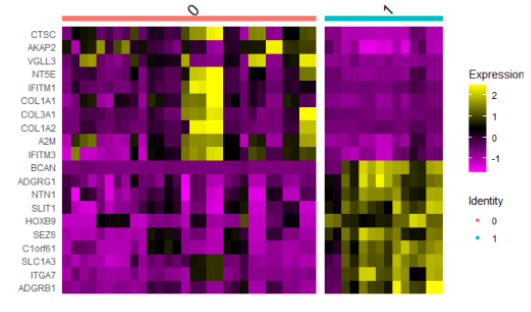 0
1
CTSC
AKAP2
VGLL3
NT5E
IFITM1
COL1A1
COL3A1
COL1A2
A2M
IFITM3
BCAN
ADGRG1
NTN1
SLIT1
HOXB9
SEZ6
C1orf61
SLC1A3
ITGA7
ADGRB1
Expression
2
1
0
-1
Identity
0
1